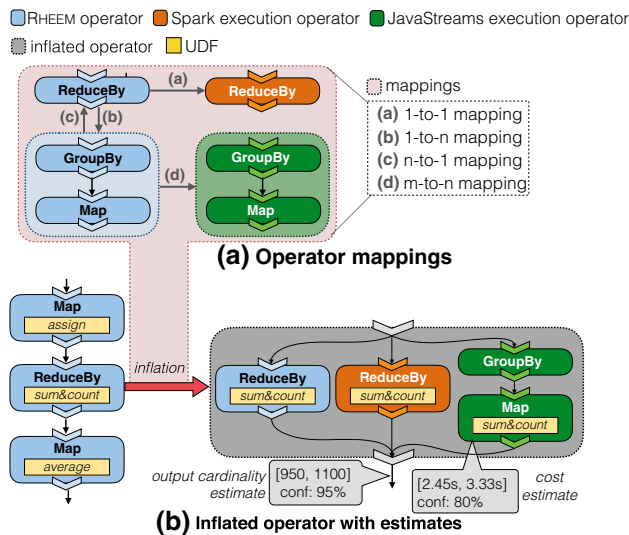 RHEEM operator Spark execution operator JavaStreams execution operator
inflated operator UDF
(a) mappings
ReduceBy ReduceBy
(c) (b) (a) 1-to-1 mapping
(b) 1-to-n mapping
GroupBy (d) GroupBy (c) n-to-1 mapping
(d) m-to-n mapping
Map Map
(a) Operator mappings
Map
assign
inflation GroupBy
ReduceBy ReduceBy ReduceBy
sum&count sum&count sum&count Map
sum&count
Map
average
output cardinality estimate
[950, 1100]
conf: 95%
[2.45s, 3.33s]
conf: 80%
cost estimate
(b) Inflated operator with estimates